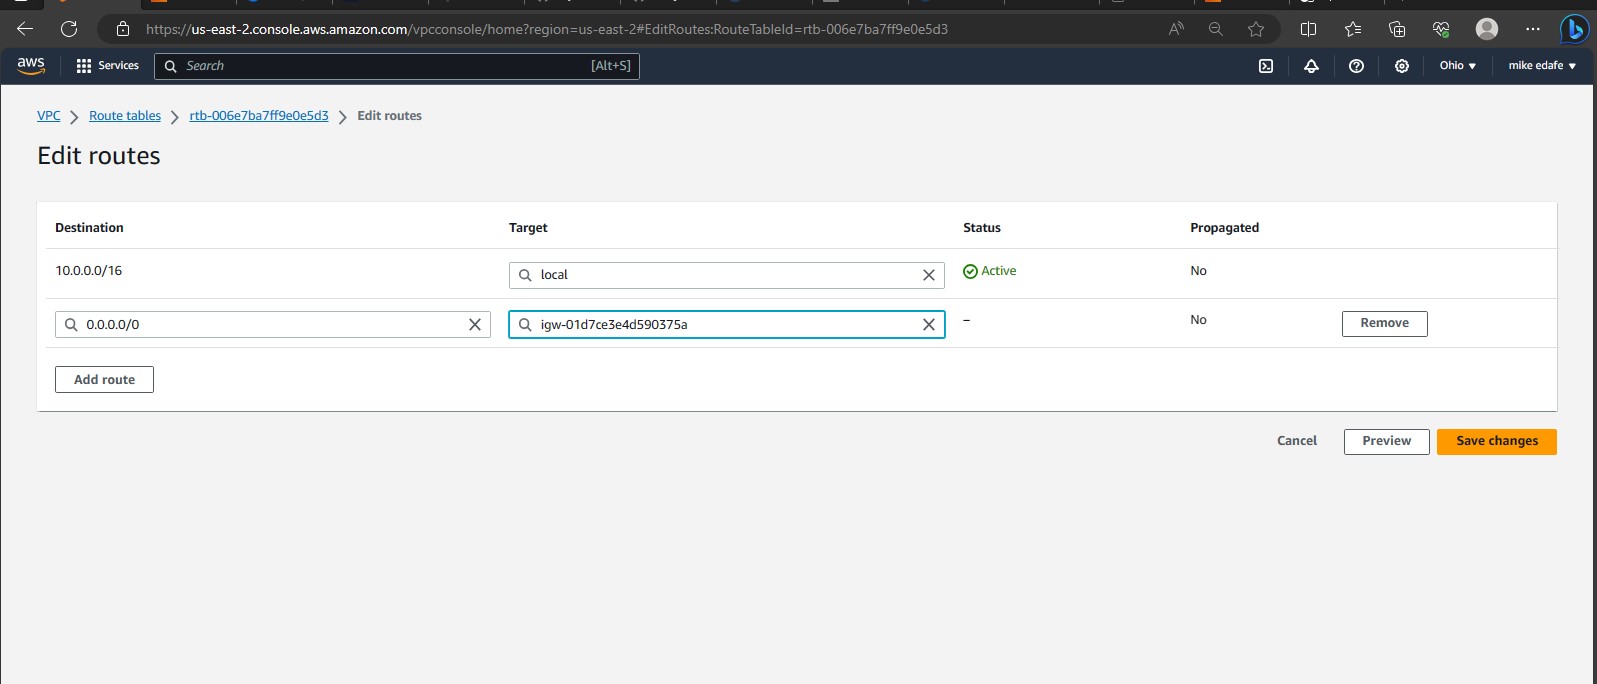 https://us-east-2.console.aws.amazon.com/vpcconsole/home?region=us-east-2#EditRoutes:RouteTableId=rtb-006e7ba7ff9e0e5d3
aws Services Search [Alt+S] Ohio mike edafe
VPC Route tables rtb-006e7ba7ff9e0e5d3 Edit routes
Edit routes
Destination Target Status Propagated
10.0.0.0/16 local Active No
0.0.0.0/0 igw-01d7ce3e4d590375a – No Remove
Add route
Cancel Preview Save changes